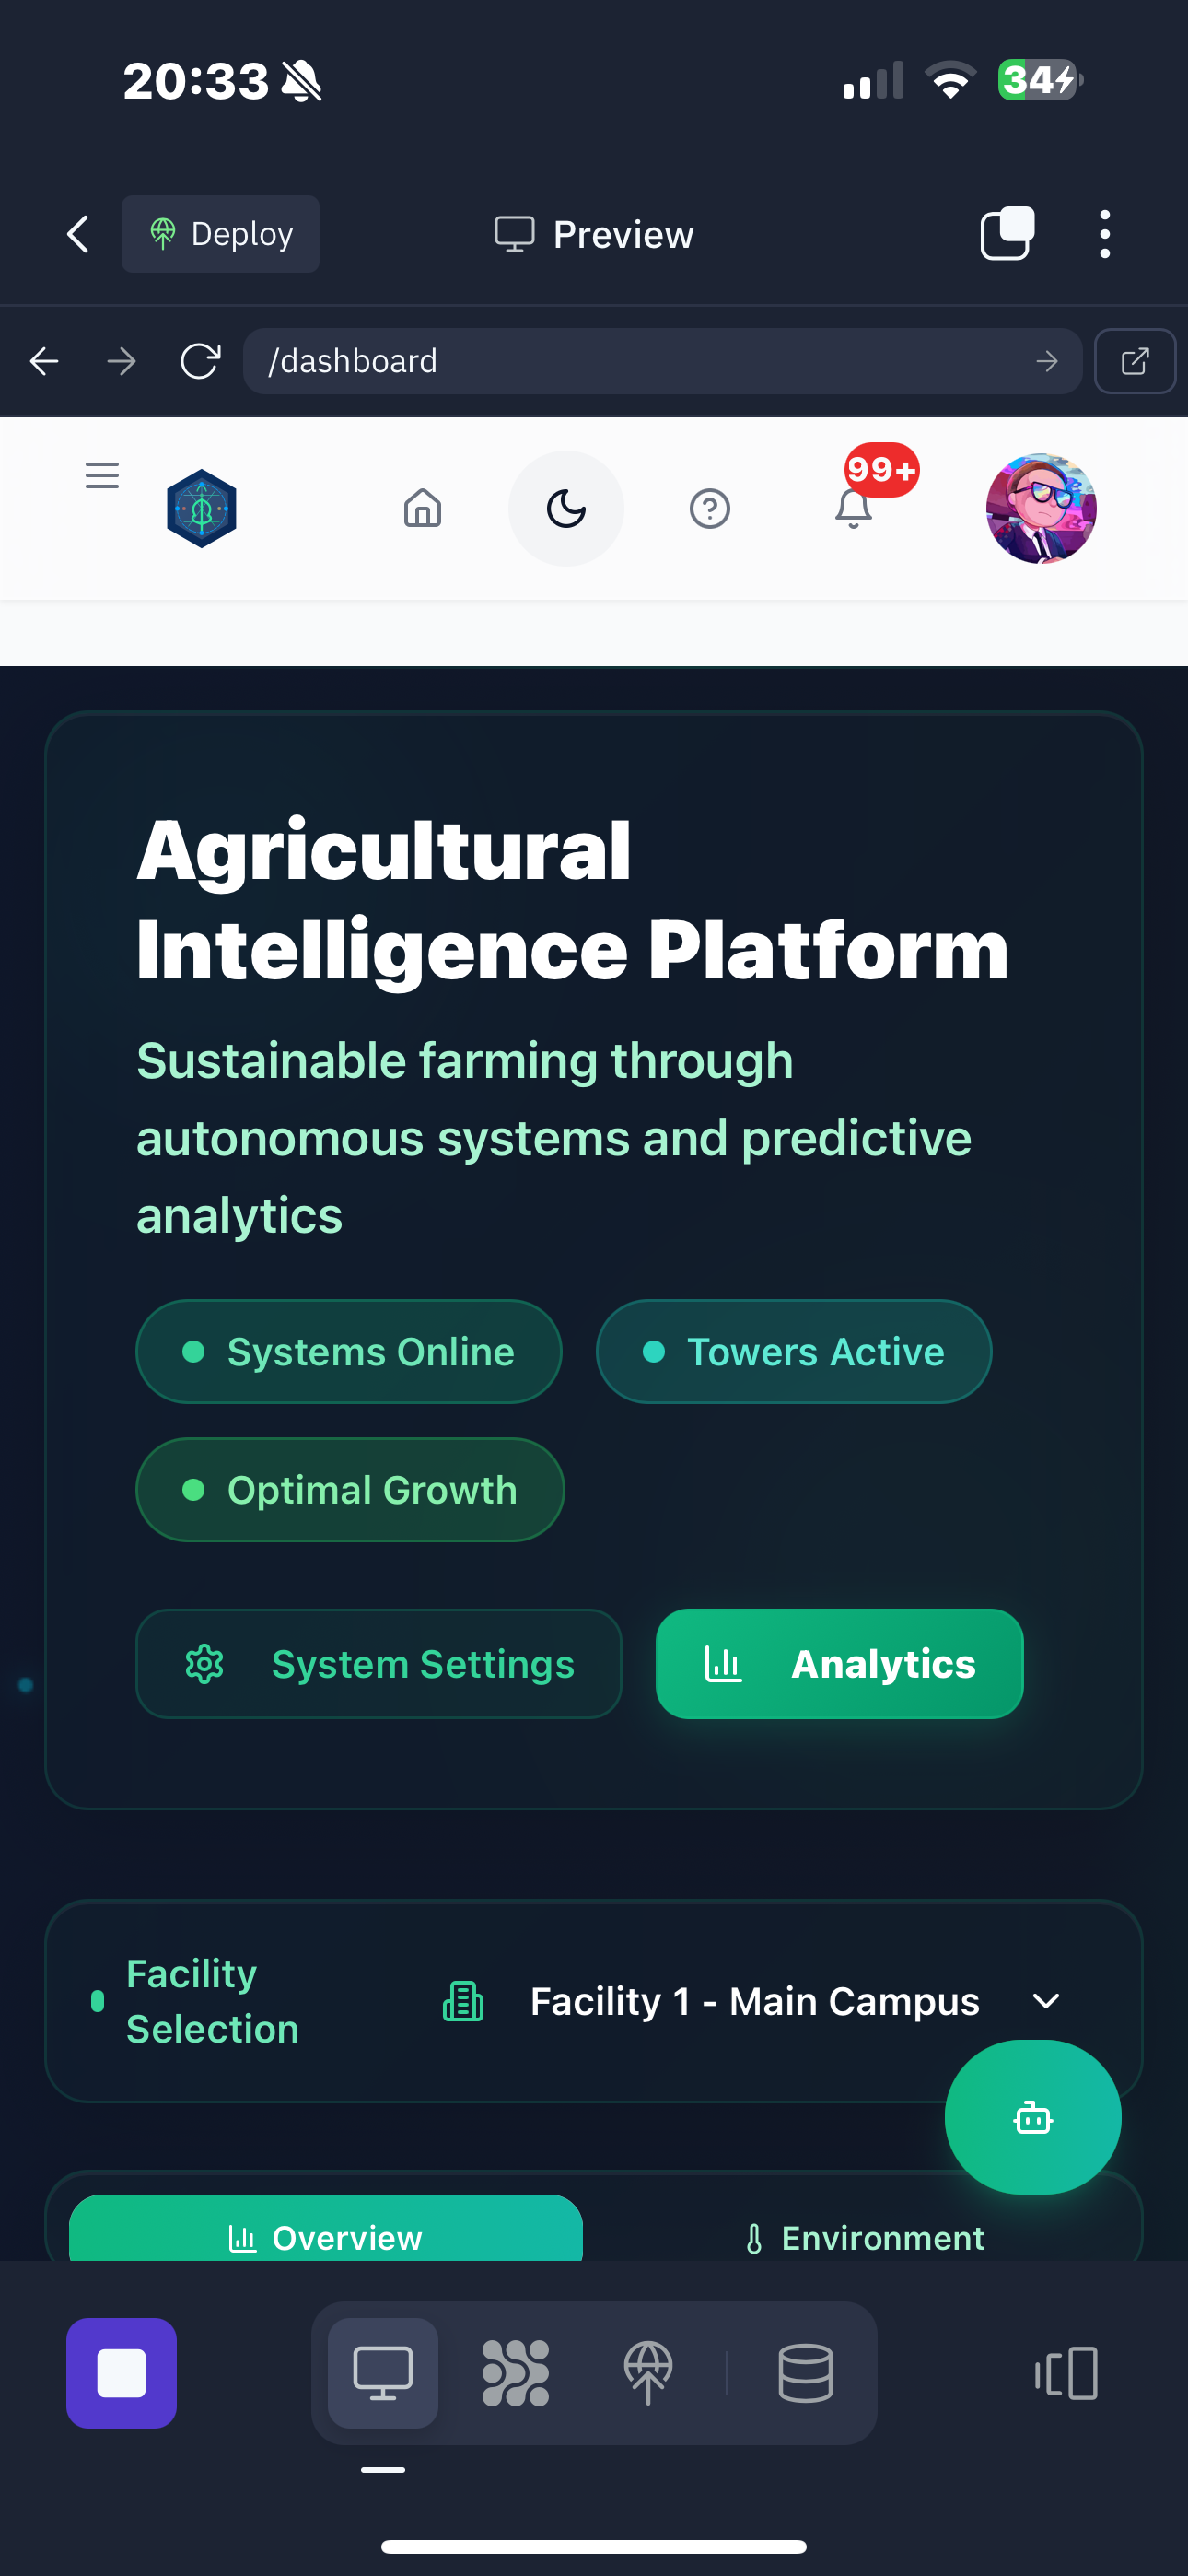 20:33
34
Deploy
Preview
/dashboard
99+
Agricultural
Intelligence Platform
Sustainable farming through
autonomous systems and predictive
analytics
Systems Online
Towers Active
Optimal Growth
System Settings
Analytics
Facility
Selection
Facility 1 - Main Campus
Overview
Environment